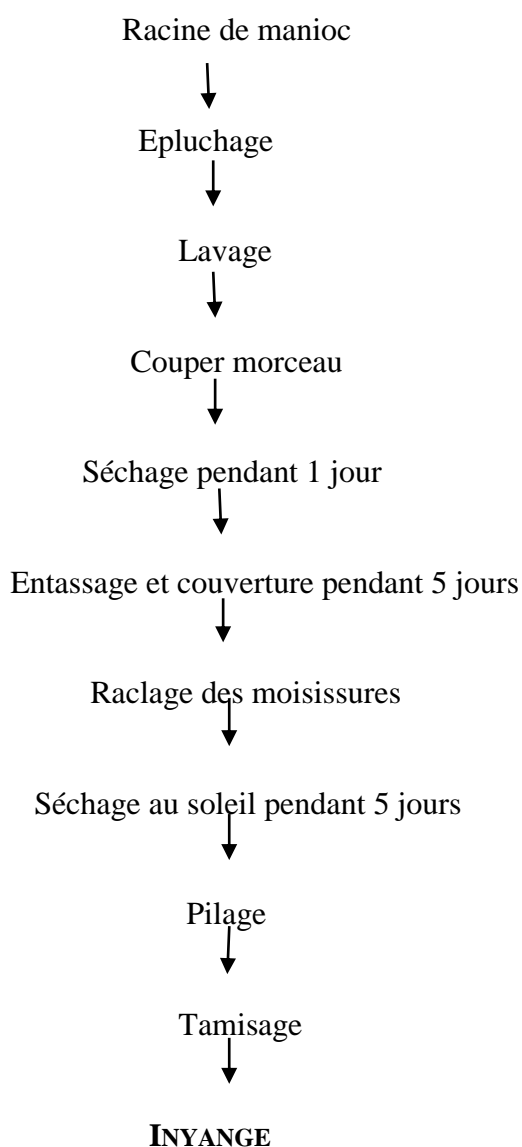 Racine de manioc
Epluchage
Lavage
Couper morceau
Séchage pendant 1 jour
Entassage et couverture pendant 5 jours
Raclage des moisissures
Séchage au soleil pendant 5 jours
Pilage
Tamisage
INYANGE